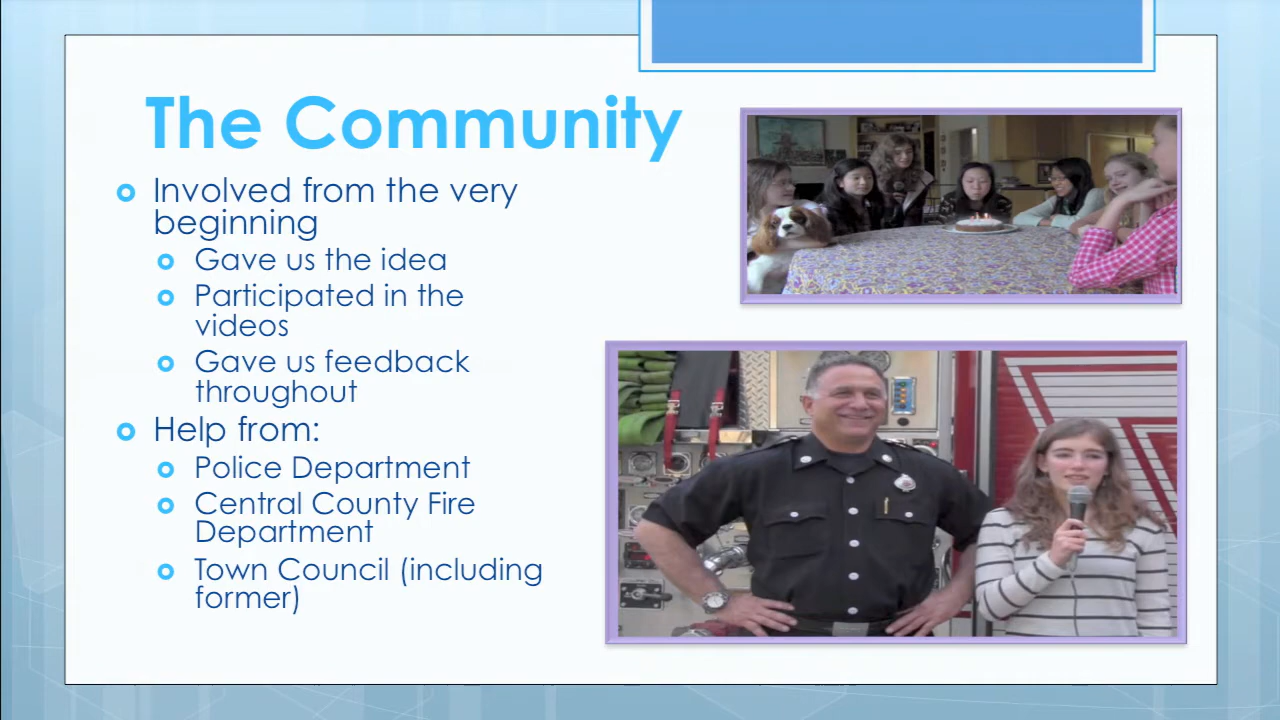 The Community
Involved from the very
beginning
Gave us the idea
Participated in the
videos
Gave us feedback
throughout
Help from:
Police Department
Central County Fire
Department
Town Council (including
former)